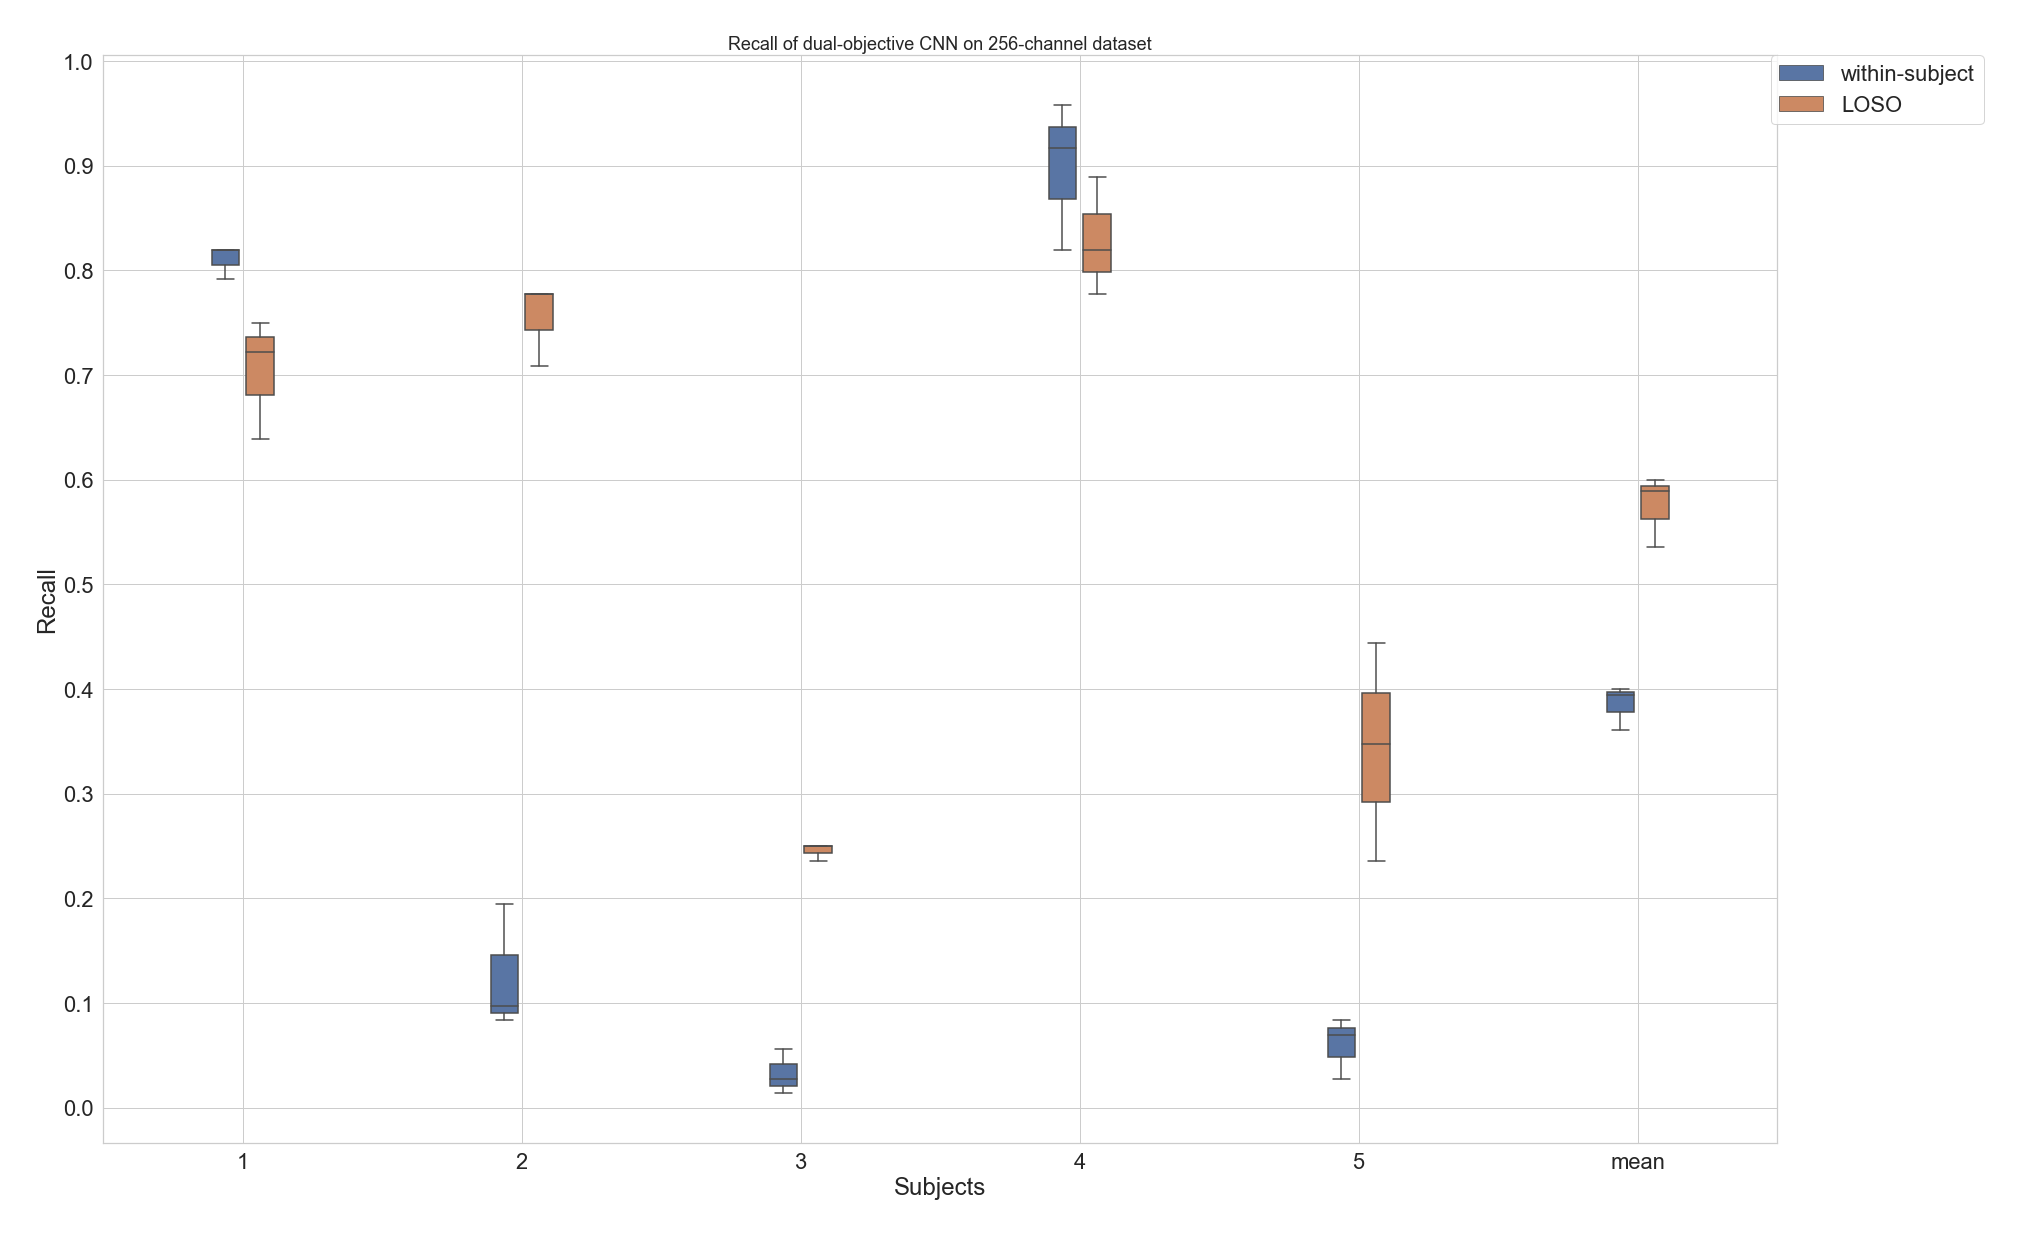 Recall of dual-objective CNN on 256-channel dataset
within-subject
LOSO
1.0
0.9
0.8
0.7
0.6
0.5
0.4
0.3
0.2
0.1
0.0
Recall
1 2 3 4 5 mean
Subjects